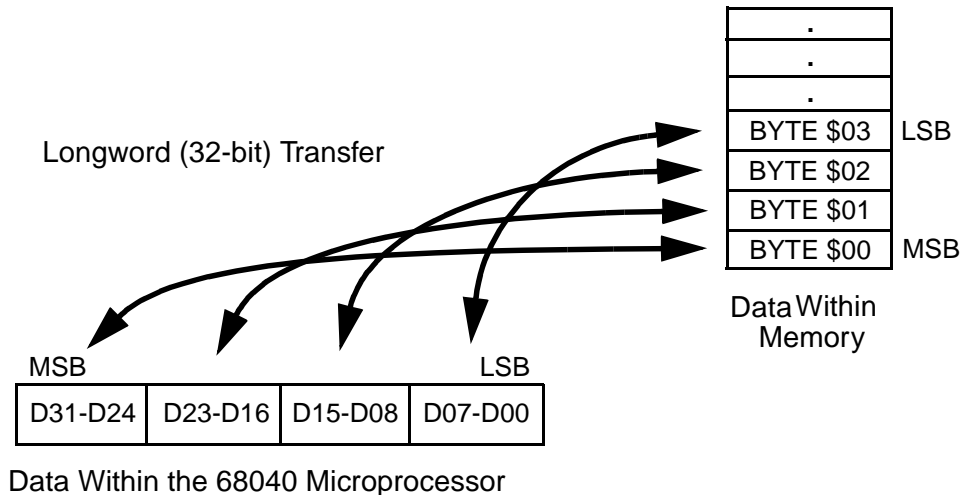 .
.
.
BYTE $03 LSB
Longword (32-bit) Transfer
BYTE $02
BYTE $01
BYTE $00 MSB
Data Within
Memory
MSB LSB
D31-D24 D23-D16 D15-D08 D07-D00
Data Within the 68040 Microprocessor